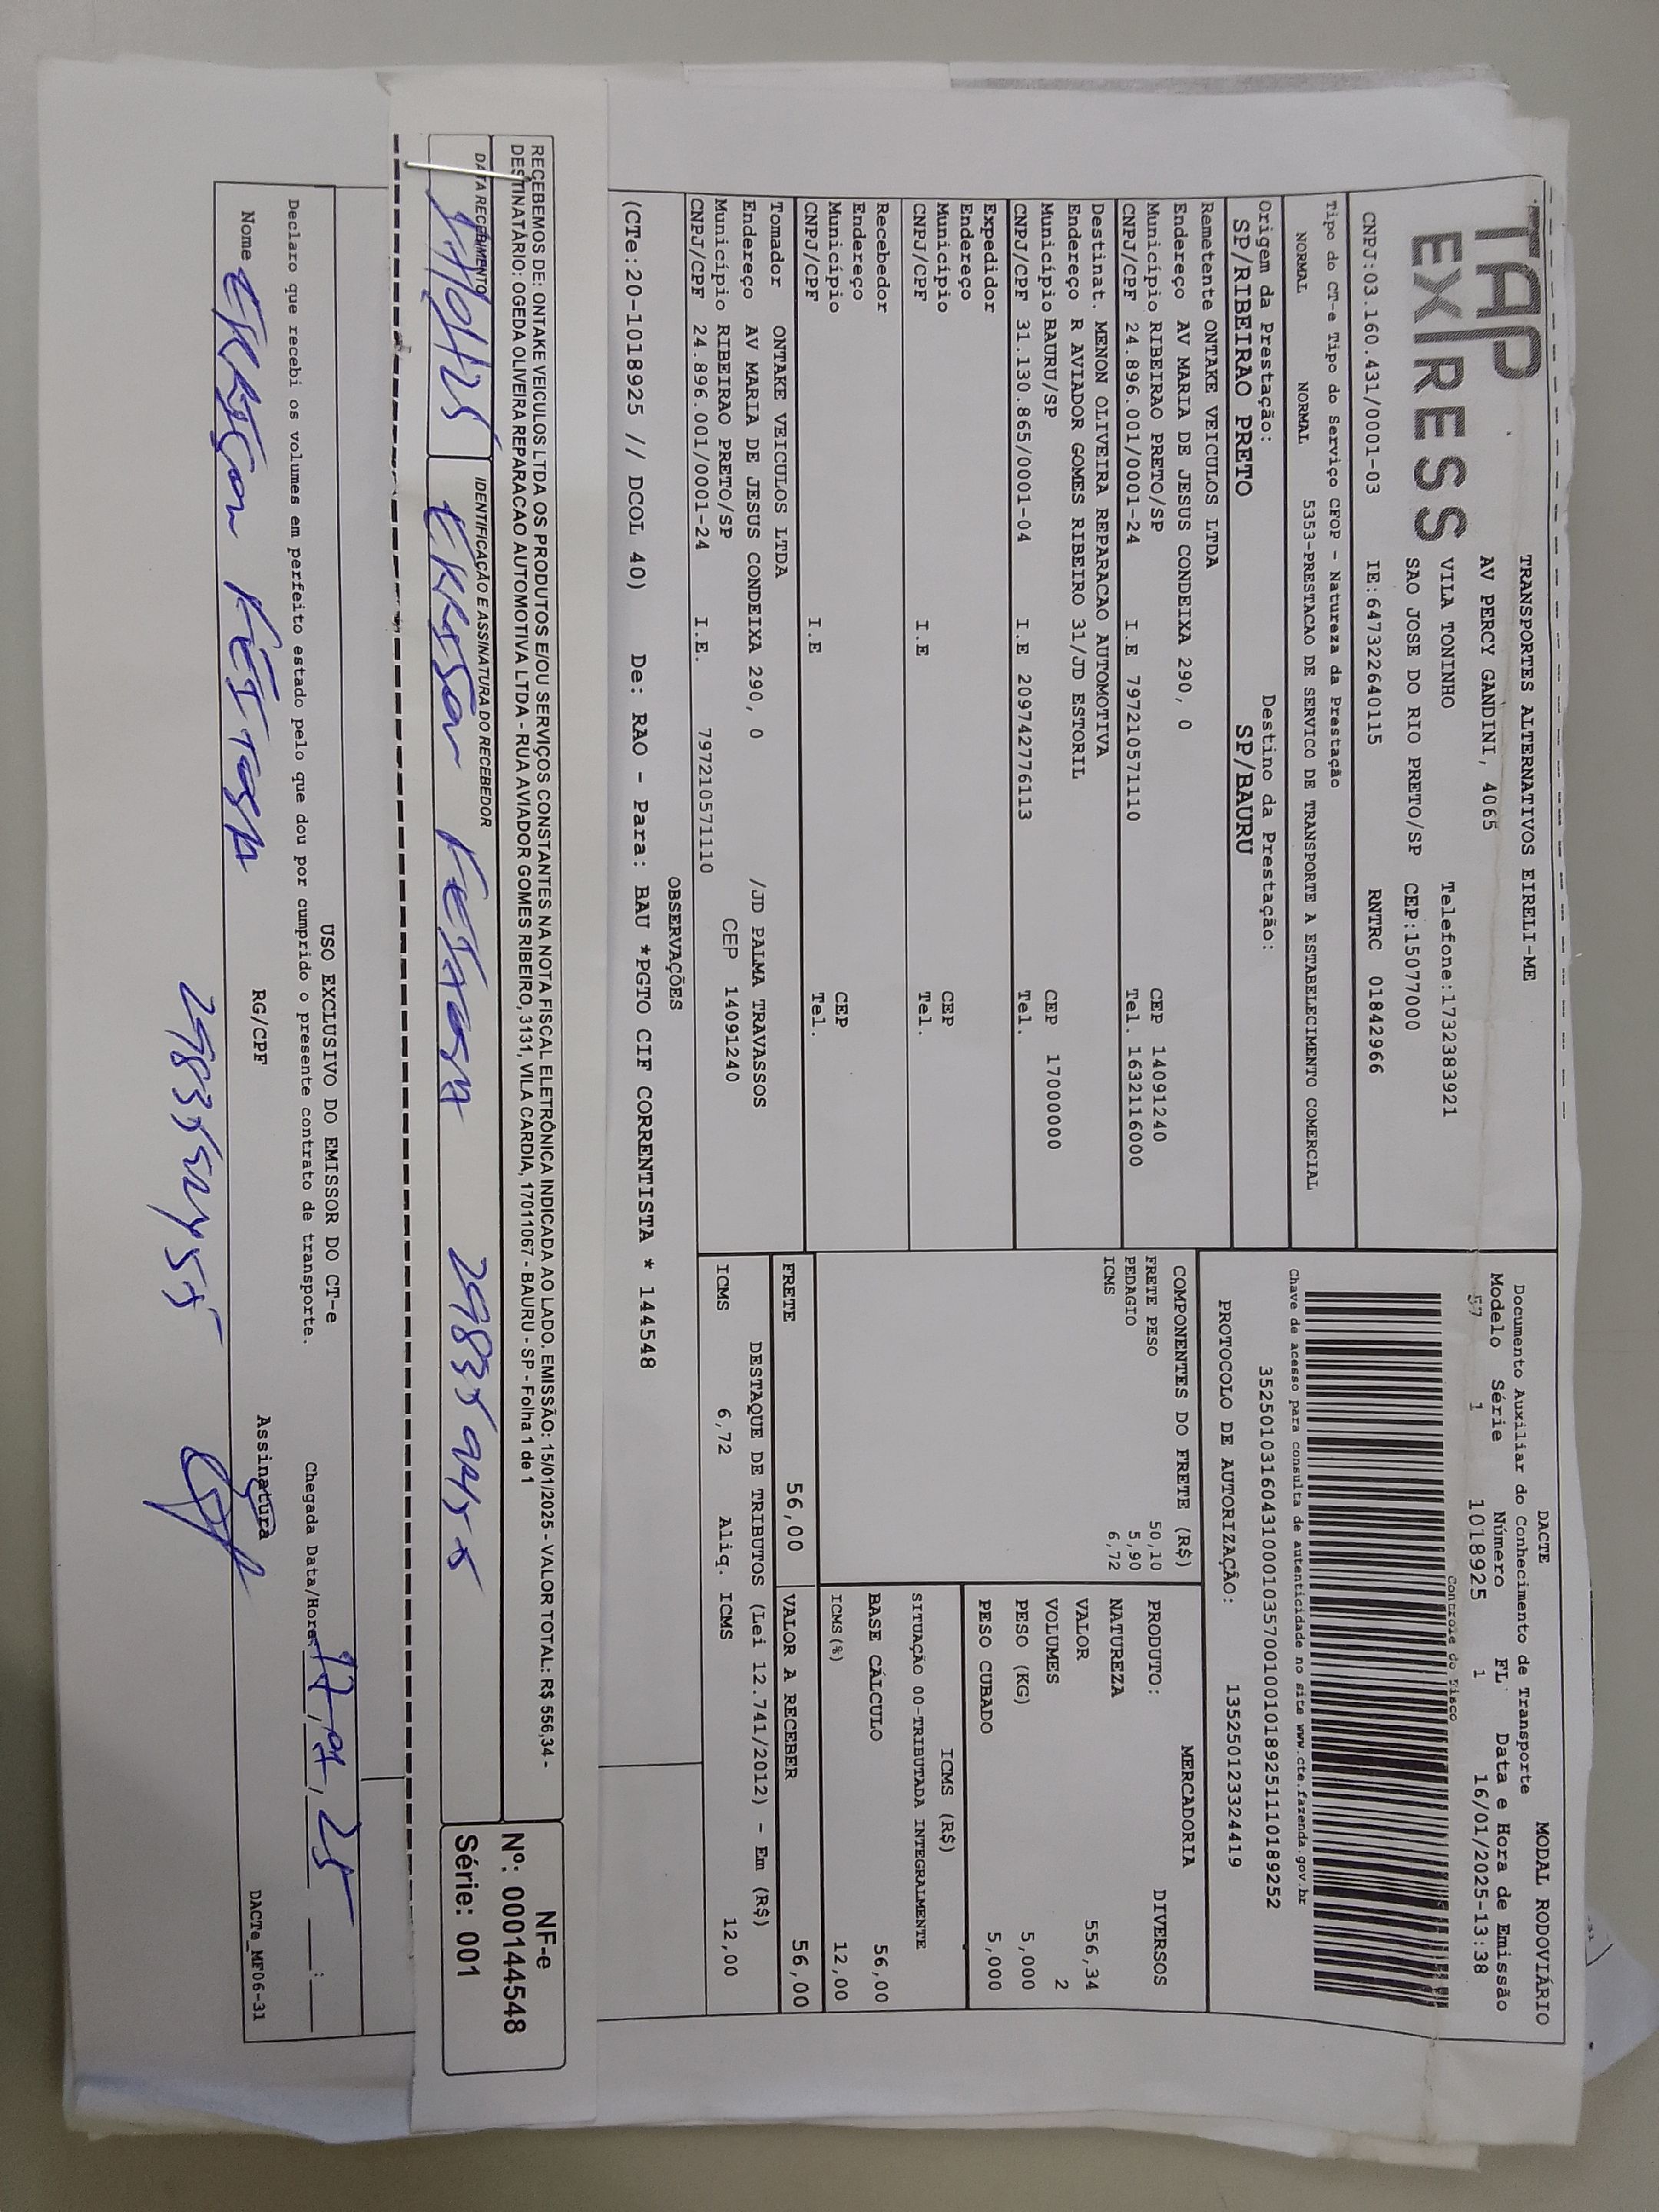 TAP
EXPRESS
TRANSPORTES ALTERNATIVOS EIRELI-ME
AV PERCY GANDINI, 4065
VILA TONINHO Telefone:1732383921
SAO JOSE DO RIO PRETO/SP CEP:15077000
CNPJ:03.160.431/0001-03 IE:647322640115 RNTRC 01842966
Tipo do CT-e Tipo do Serviço CFOP - Natureza da Prestação
NORMAL NORMAL 5353-PRESTACAO DE SERVICO DE TRANSPORTE A ESTABELECIMENTO COMERCIAL
Origem da Prestação: Destino da Prestação:
SP/RIBEIRAO PRETO SP/BAURU
Remetente ONTAKE VEICULOS LTDA
Endereço AV MARIA DE JESUS CONDEIXA 290, 0
Município RIBEIRAO PRETO/SP CEP 14091240
CNPJ/CPF 24.896.001/0001-24 I.E 797210571110 Tel. 1632116000
Destinat. MENON OLIVEIRA REPARACAO AUTOMOTIVA
Endereço R AVIADOR GOMES RIBEIRO 31/JD ESTORIL
Município BAURU/SP CEP 17000000
CNPJ/CPF 31.130.865/0001-04 I.E 209742776113 Tel.
Expedidor
Endereço
Município CEP
CNPJ/CPF I.E Tel.
Recebedor
Endereço
Município CEP
CNPJ/CPF I.E Tel.
Tomador ONTAKE VEICULOS LTDA
Endereço AV MARIA DE JESUS CONDEIXA 290, 0 /JD PALMA TRAVASSOS
Município RIBEIRAO PRETO/SP CEP 14091240
CNPJ/CPF 24.896.001/0001-24 I.E. 797210571110
DACTE MODAL RODOVIÁRIO
Documento Auxiliar do Conhecimento de Transporte
Modelo Série Número FL Data e Hora de Emissão
57 1 1018925 1 16/01/2025-13:38
Controle do Fisco
Chave de acesso para consulta de autenticidade no site www.cte.fazenda.gov.br
35250103160431000103570010010189251110189252
PROTOCOLO DE AUTORIZAÇÃO: 135250123324419
COMPONENTES DO FRETE (R$)
FRETE PESO 50,10
PEDAGIO 5,90
ICMS 6,72
MERCADORIA
PRODUTO: DIVERSOS
NATUREZA
VALOR 556,34
VOLUMES 2
PESO (KG) 5,000
PESO CUBADO 5,000
ICMS (R$)
SITUAÇÃO 00-TRIBUTADA INTEGRALMENTE
BASE CÁLCULO 56,00
ICMS(%) 12,00
FRETE 56,00 VALOR A RECEBER 56,00
DESTAQUE DE TRIBUTOS (Lei 12.741/2012) - Em (R$)
ICMS 6,72 Aliq. ICMS 12,00
OBSERVAÇÕES
(CTe:20-1018925 // DCOL 40) De: RAO - Para: BAU *PGTO CIF CORRENTISTA * 144548
RECEBEMOS DE: ONTAKE VEICULOS LTDA OS PRODUTOS E/OU SERVIÇOS CONSTANTES NA NOTA FISCAL ELETRÔNICA INDICADA AO LADO. EMISSÃO: 15/01/2025 - VALOR TOTAL: R$ 556,34 -
DESTINATÁRIO: OGEDA OLIVEIRA REPARACAO AUTOMOTIVA LTDA - RUA AVIADOR GOMES RIBEIRO, 3131, VILA CARDIA, 17011067 - BAURU - SP - Folha 1 de 1
DATA RECEBIMENTO IDENTIFICAÇÃO E ASSINATURA DO RECEBEDOR
NF-e
Nº: 000144548
Série: 001
USO EXCLUSIVO DO EMISSOR DO CT-e
Declaro que recebi os volumes em perfeito estado pelo que dou por cumprido o presente contrato de transporte. Chegada Data/Hora
Nome RG/CPF Assinatura DACTe_MF06-31